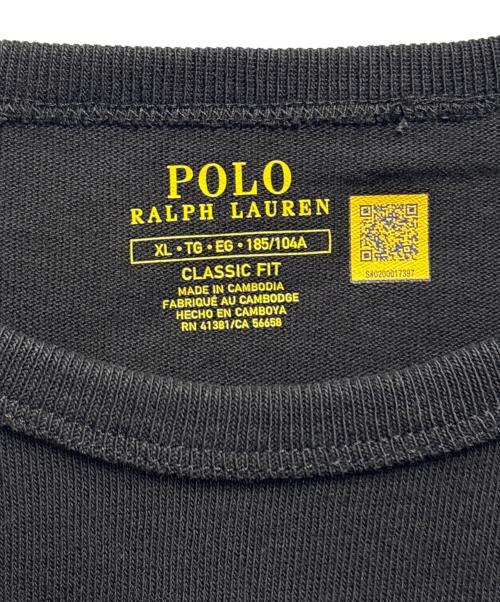 POLO
RALPH LAUREN
XL • TG • EG • 185/104A
CLASSIC FIT
MADE IN CAMBODIA
FABRIQUÉ AU CAMBODGE
HECHO EN CAMBOYA
RN 41381/CA 56658
S40200017397